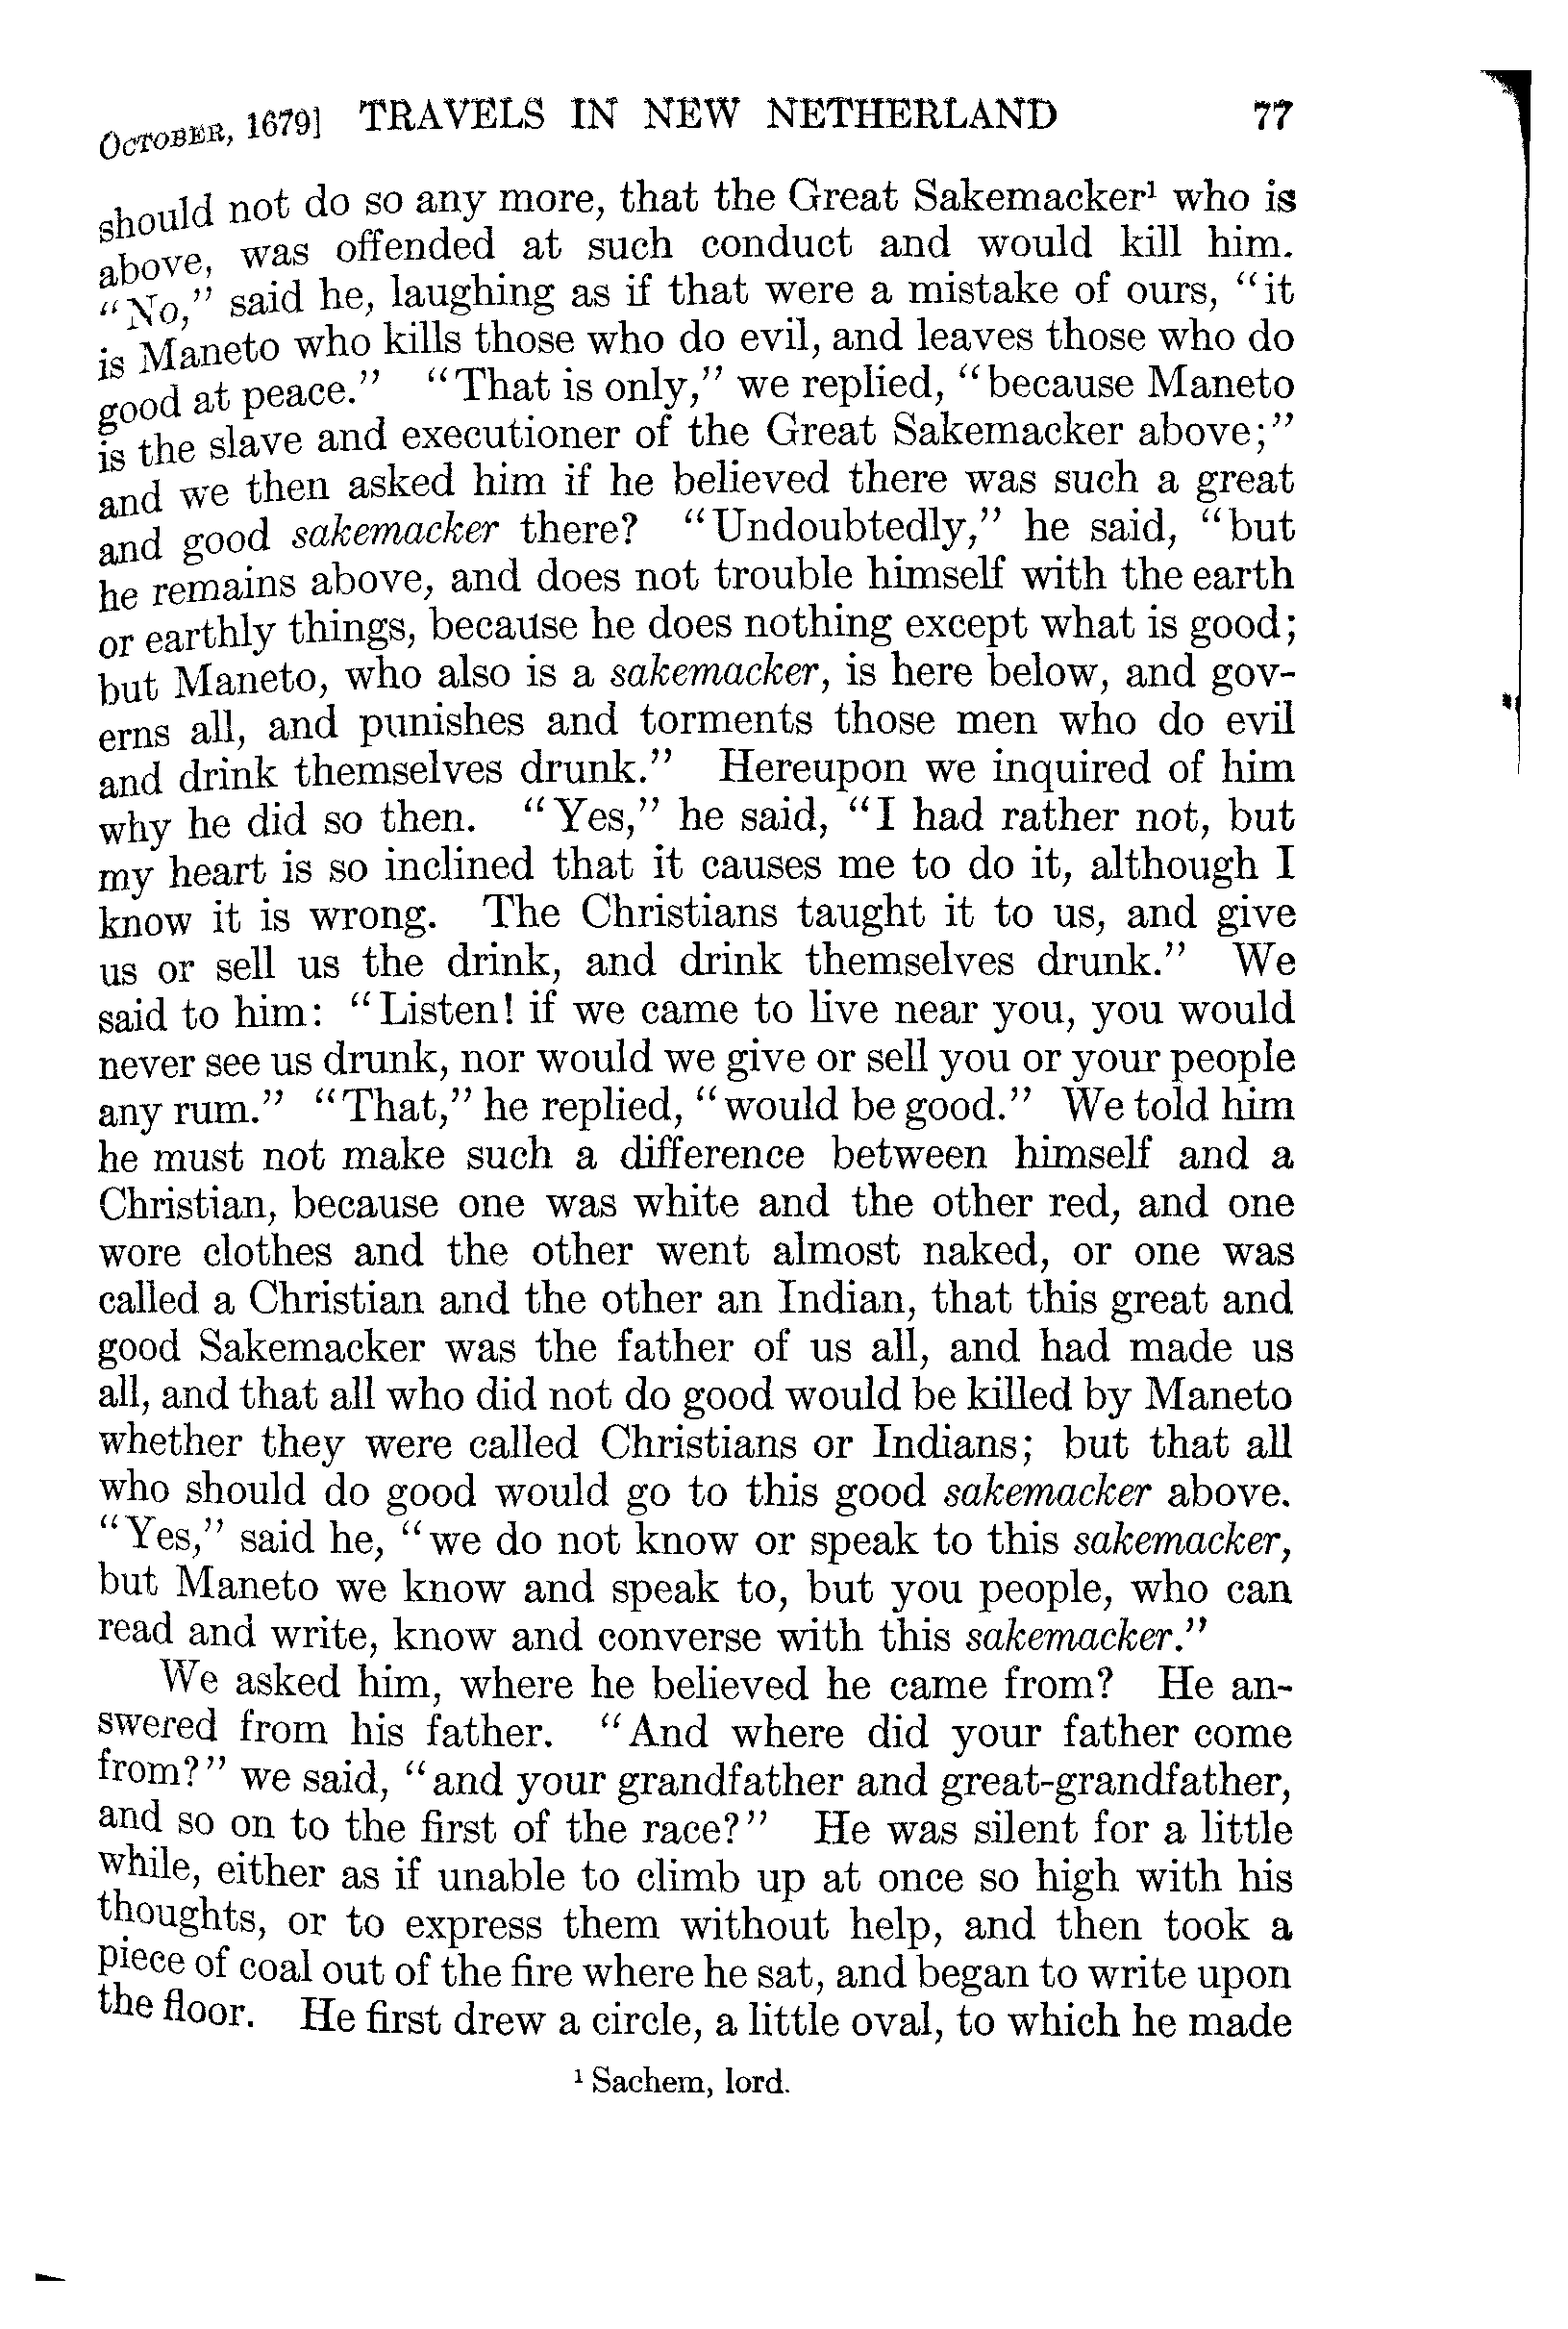 OCTOBER, 1679] TRAVELS IN NEW NETHERLAND 77
should not do so any more, that the Great Sakemacker¹ who is
above, was offended at such conduct and would kill him.
"No," said he, laughing as if that were a mistake of ours, "it
is Maneto who kills those who do evil, and leaves those who do
good at peace." "That is only," we replied, "because Maneto
is the slave and executioner of the Great Sakemacker above;"
and we then asked him if he believed there was such a great
and good sakemacker there? "Undoubtedly," he said, "but
he remains above, and does not trouble himself with the earth
or earthly things, because he does nothing except what is good;
but Maneto, who also is a sakemacker, is here below, and gov-
erns all, and punishes and torments those men who do evil
and drink themselves drunk." Hereupon we inquired of him
why he did so then. "Yes," he said, "I had rather not, but
my heart is so inclined that it causes me to do it, although I
know it is wrong. The Christians taught it to us, and give
us or sell us the drink, and drink themselves drunk." We
said to him: "Listen! if we came to live near you, you would
never see us drunk, nor would we give or sell you or your people
any rum." "That," he replied, "would be good." We told him
he must not make such a difference between himself and a
Christian, because one was white and the other red, and one
wore clothes and the other went almost naked, or one was
called a Christian and the other an Indian, that this great and
good Sakemacker was the father of us all, and had made us
all, and that all who did not do good would be killed by Maneto
whether they were called Christians or Indians; but that all
who should do good would go to this good sakemacker above.
"Yes," said he, "we do not know or speak to this sakemacker,
but Maneto we know and speak to, but you people, who can
read and write, know and converse with this sakemacker."
We asked him, where he believed he came from? He an-
swered from his father. "And where did your father come
from?" we said, "and your grandfather and great-grandfather,
and so on to the first of the race?" He was silent for a little
while, either as if unable to climb up at once so high with his
thoughts, or to express them without help, and then took a
piece of coal out of the fire where he sat, and began to write upon
the floor. He first drew a circle, a little oval, to which he made
¹ Sachem, lord.